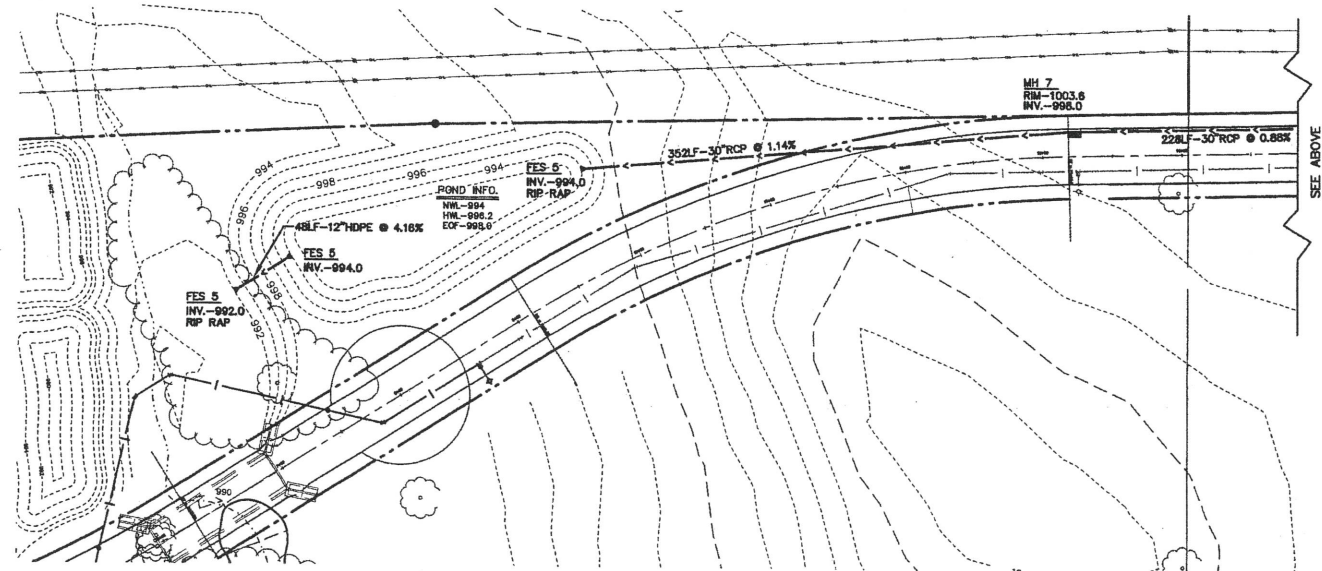 MH 7
RIM-1003.6
INV.-998.0
352LF-30"RCP @ 1.14%
228LF-30"RCP @ 0.88%
SEE ABOVE
994
998
996
994
FES 5
INV.-994.0
RIP RAP
POND INFO.
NWL-994
HWL-996.2
EOF-998.0
996
48LF-12"HDPE @ 4.16%
FES 5
INV.-994.0
FES 5
INV.-992.0
RIP RAP
998
992
990